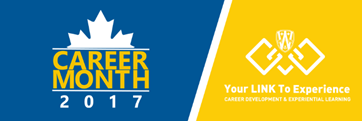 CAREER
MONTH
2017
Your LINK To Experience
CAREER DEVELOPMENT & EXPERIENTIAL LEARNING